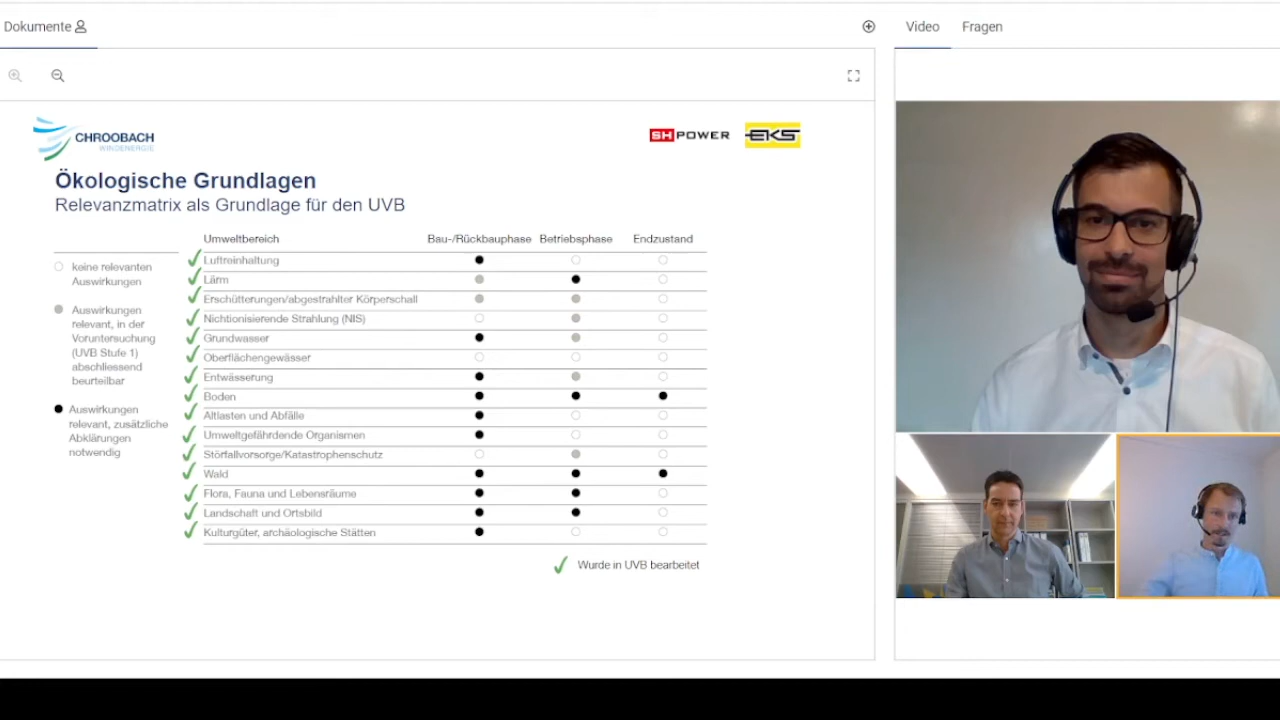 Dokumente
Video Fragen
CHROOBACH
WINDENERGIE
SH POWER
EKS
Ökologische Grundlagen
Relevanzmatrix als Grundlage für den UVB
Umweltbereich Bau-/Rückbauphase Betriebsphase Endzustand
keine relevanten
Auswirkungen
Auswirkungen
relevant, in der
Voruntersuchung
(UVB Stufe 1)
abschliessend
beurteilbar
Auswirkungen
relevant, zusätzliche
Abklärungen
notwendig
Luftreinhaltung
Lärm
Erschütterungen/abgestrahlter Körperschall
Nichtionisierende Strahlung (NIS)
Grundwasser
Oberflächengewässer
Entwässerung
Boden
Altlasten und Abfälle
Umweltgefährdende Organismen
Störfallvorsorge/Katastrophenschutz
Wald
Flora, Fauna und Lebensräume
Landschaft und Ortsbild
Kulturgüter, archäologische Stätten
Wurde in UVB bearbeitet